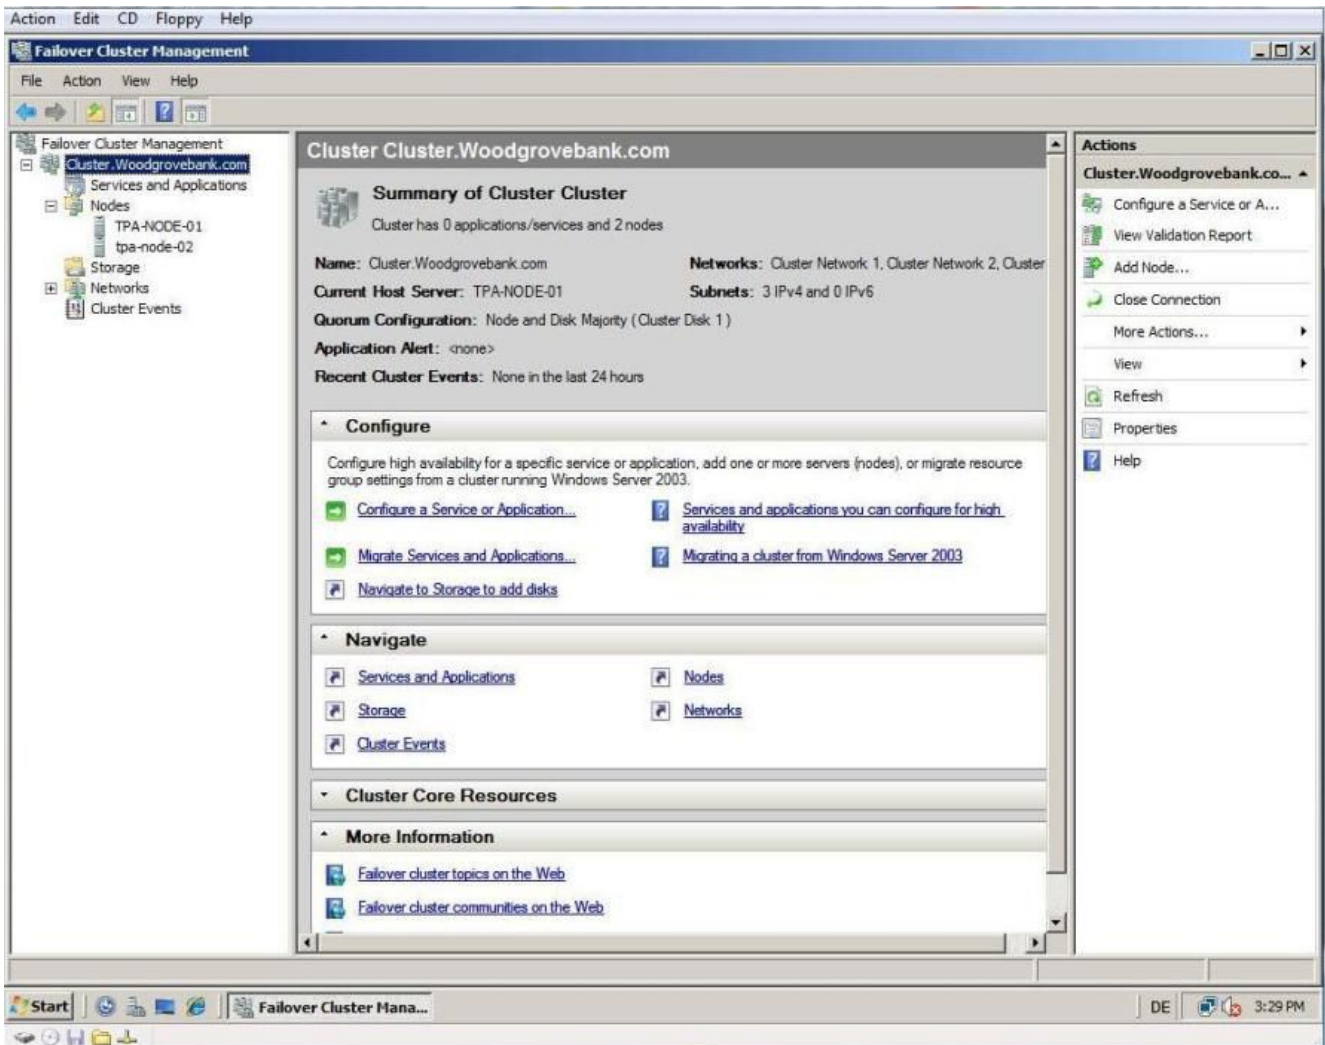 Action Edit CD Floppy Help
Failover Cluster Management
File Action View Help
Failover Cluster Management
Cluster.Woodgrovebank.com
Services and Applications
Nodes
TPA-NODE-01
tpa-node-02
Storage
Networks
Cluster Events
Cluster Cluster.Woodgrovebank.com
Summary of Cluster Cluster
Cluster has 0 applications/services and 2 nodes
Name: Cluster.Woodgrovebank.com
Networks: Cluster Network 1, Cluster Network 2, Cluster
Current Host Server: TPA-NODE-01
Subnets: 3 IPv4 and 0 IPv6
Quorum Configuration: Node and Disk Majority (Cluster Disk 1)
Application Alert: <none>
Recent Cluster Events: None in the last 24 hours
Configure
Configure high availability for a specific service or application, add one or more servers (nodes), or migrate resource
group settings from a cluster running Windows Server 2003.
Configure a Service or Application...
Services and applications you can configure for high
availability
Migrate Services and Applications...
Migrating a cluster from Windows Server 2003
Navigate to Storage to add disks
Navigate
Services and Applications
Nodes
Storage
Networks
Cluster Events
Cluster Core Resources
More Information
Failover cluster topics on the Web
Failover cluster communities on the Web
Actions
Cluster.Woodgrovebank.co...
Configure a Service or A...
View Validation Report
Add Node...
Close Connection
More Actions...
View
Refresh
Properties
Help
Start
Failover Cluster Mana...
DE
3:29 PM